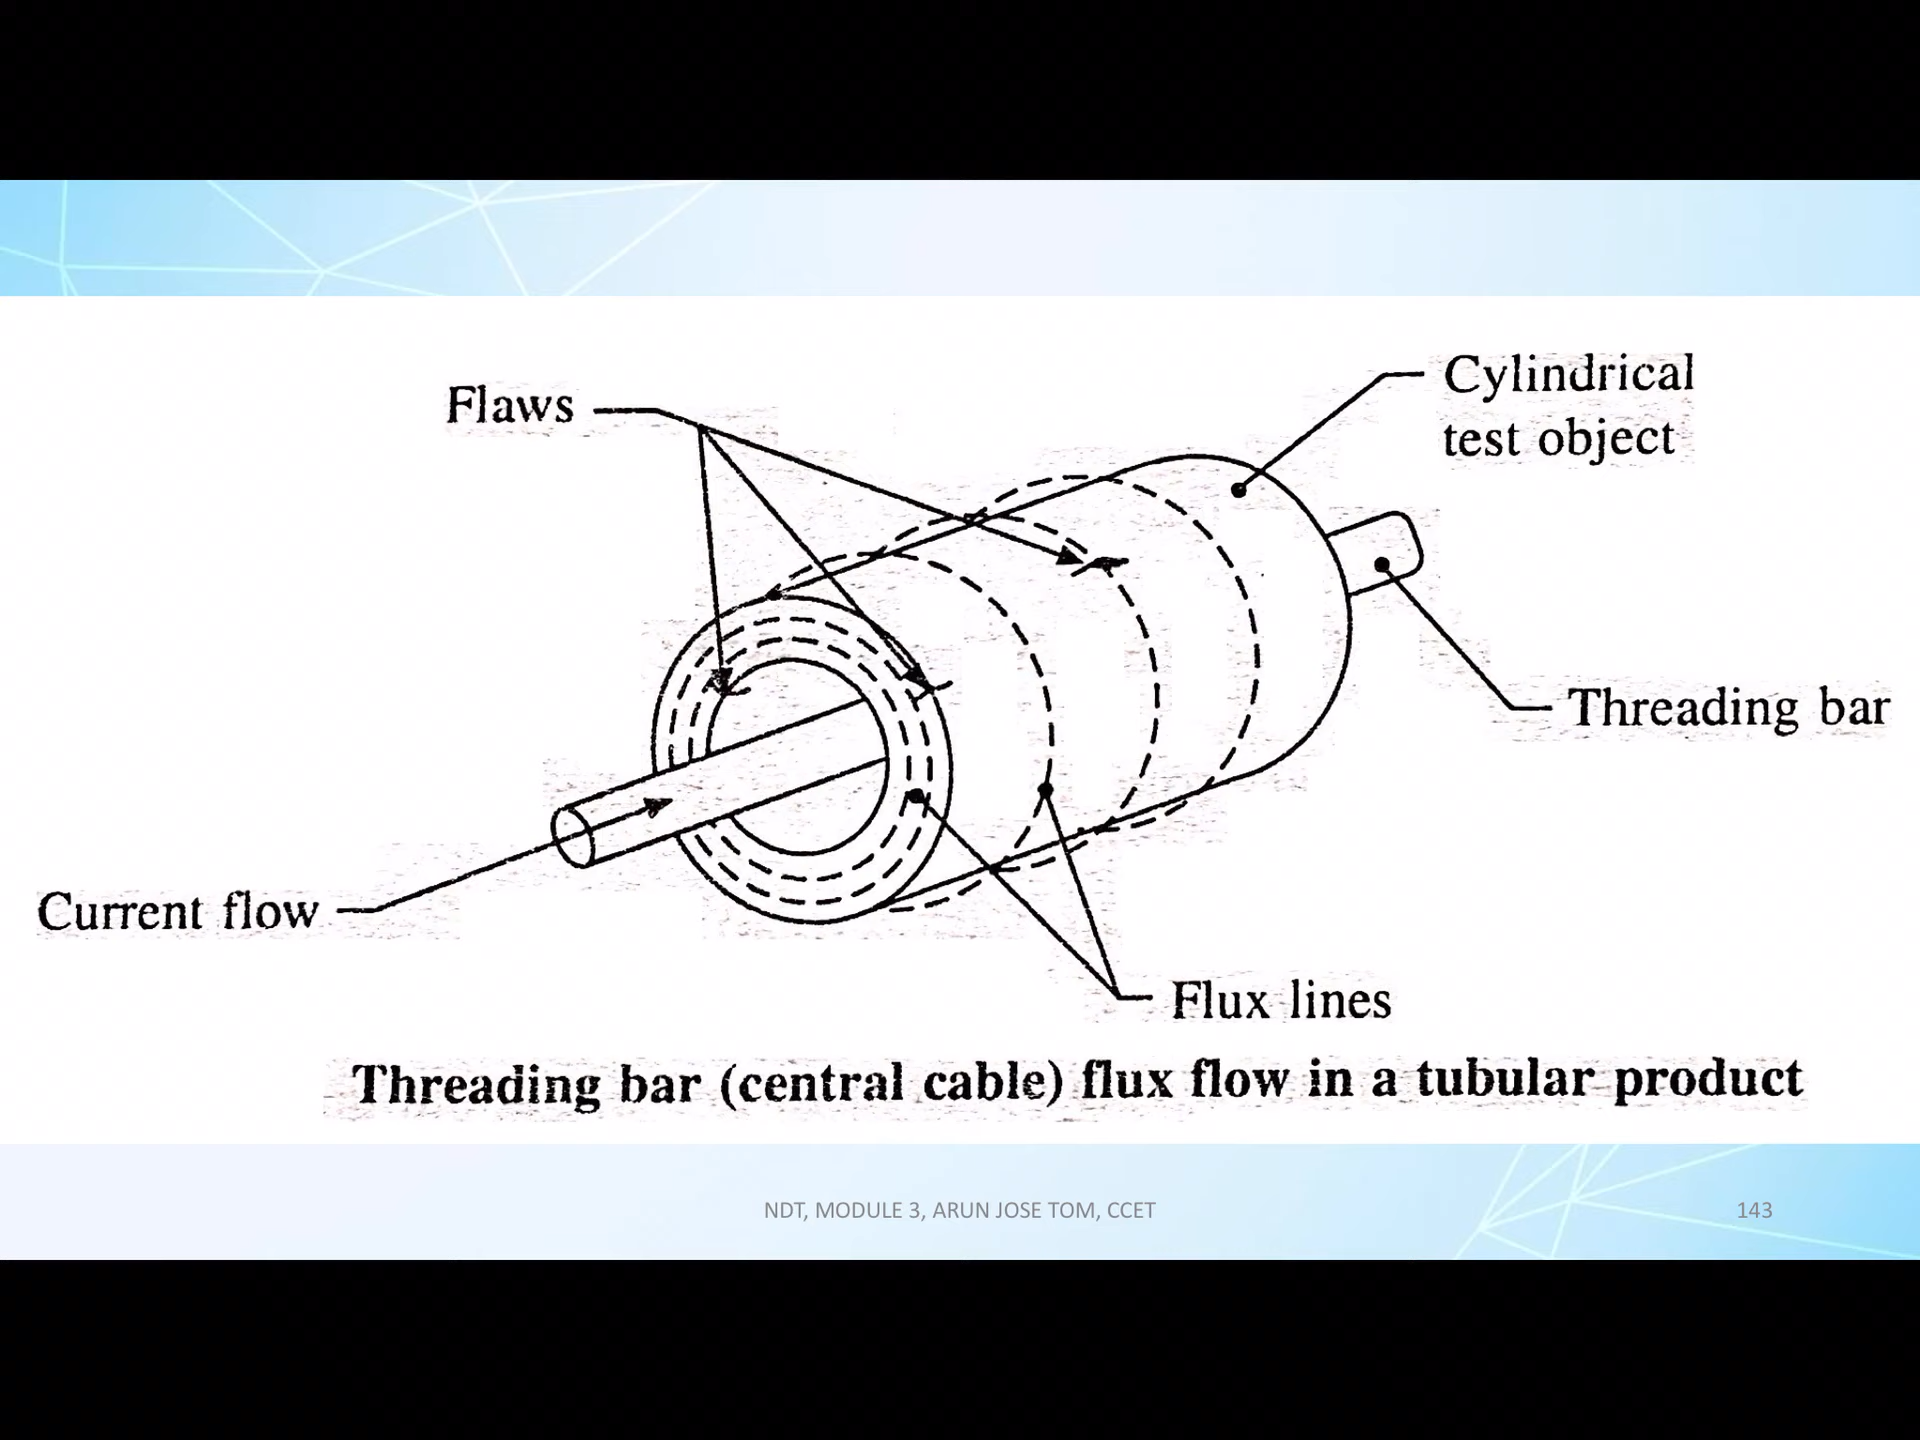 Flaws
Cylindrical
test object
Threading bar
Current flow
Flux lines
Threading bar (central cable) flux flow in a tubular product
NDT, MODULE 3, ARUN JOSE TOM, CCET
143